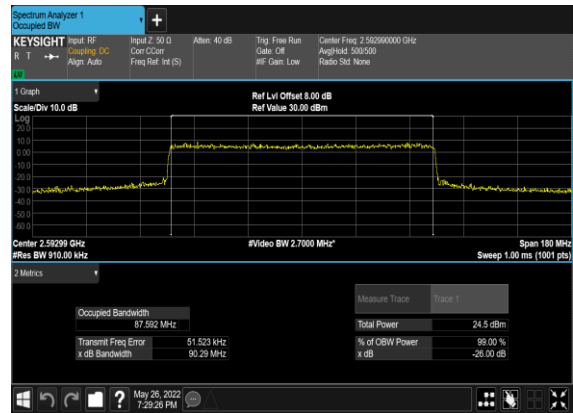 Spectrum Analyzer 1
Occupied BW
+
KEYSIGHT
R T
LXI
Input: RF
Coupling: DC
Align: Auto
Input Z: 50 Ω
Corr CCorr
Freq Ref: Int (S)
Atten: 40 dB
Trig: Free Run
Gate: Off
#IF Gain: Low
Center Freq: 2.592990000 GHz
Avg|Hold: 500/500
Radio Std: None
1 Graph
Scale/Div 10.0 dB
Ref Lvl Offset 8.00 dB
Ref Value 30.00 dBm
Log
20.0
10.0
0.00
-10.0
-20.0
-30.0
-40.0
-50.0
-60.0
Center 2.59299 GHz
#Res BW 910.00 kHz
#Video BW 2.7000 MHz*
Span 180 MHz
Sweep 1.00 ms (1001 pts)
2 Metrics
Measure Trace
Trace 1
Occupied Bandwidth
87.592 MHz
Total Power
24.5 dBm
Transmit Freq Error
51.523 kHz
% of OBW Power
99.00 %
x dB Bandwidth
90.29 MHz
x dB
-26.00 dB
?
May 26, 2022
7:29:26 PM